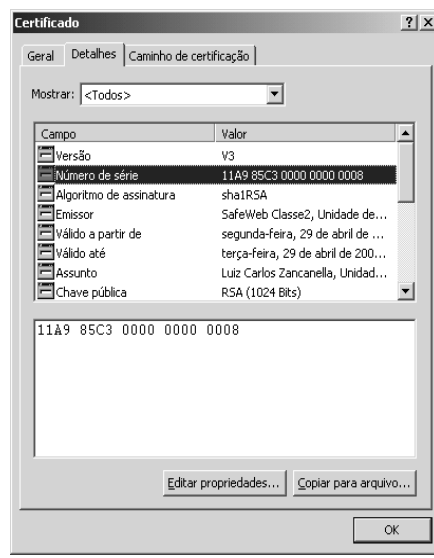 Certificado
Geral Detalhes Caminho de certificação
Mostrar: <Todos>
Campo Valor
Versão V3
Número de série 11A9 85C3 0000 0000 0008
Algoritmo de assinatura sha1RSA
Emissor SafeWeb Classe2, Unidade de...
Válido a partir de segunda-feira, 29 de abril de ...
Válido até terça-feira, 29 de abril de 200...
Assunto Luiz Carlos Zancanella, Unidad...
Chave pública RSA (1024 Bits)
11A9 85C3 0000 0000 0008
Editar propriedades... Copiar para arquivo...
OK